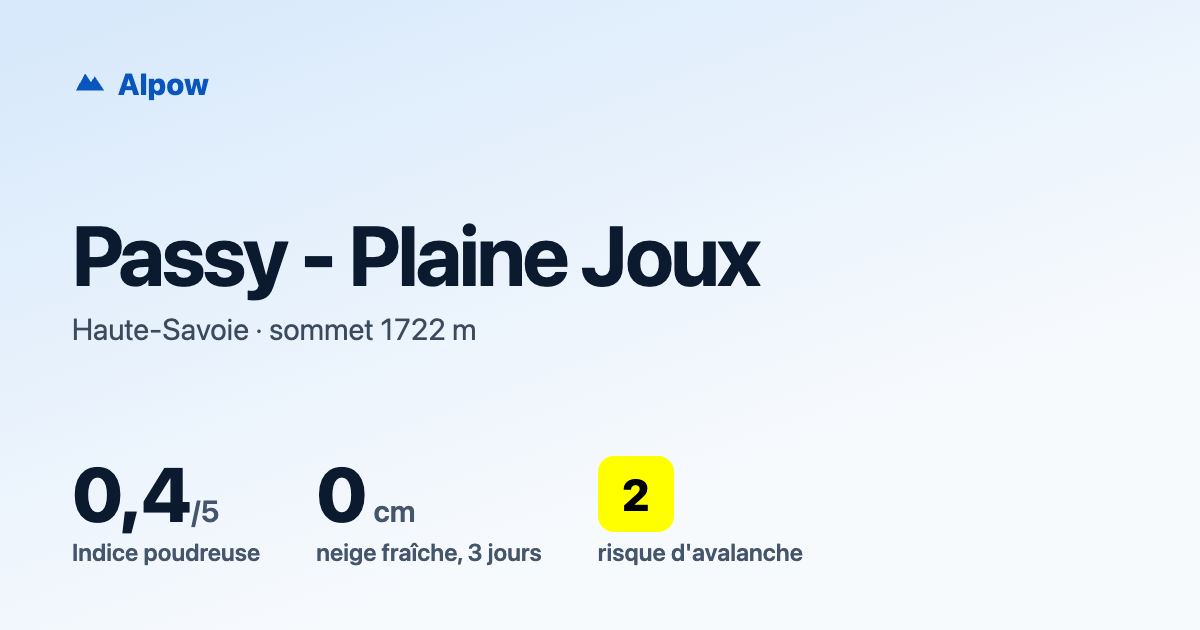 Alpow
Passy - Plaine Joux
Haute-Savoie · sommet 1722 m
0,4/5
0 cm
2
Indice poudreuse
neige fraîche, 3 jours
risque d'avalanche